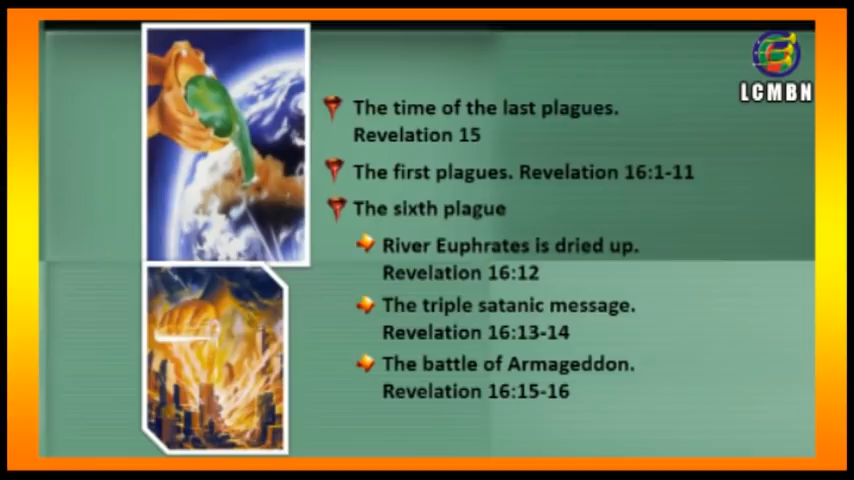 LCMBN
The time of the last plagues.
Revelation 15
The first plagues. Revelation 16:1-11
The sixth plague
River Euphrates is dried up.
Revelation 16:12
The triple satanic message.
Revelation 16:13-14
The battle of Armageddon.
Revelation 16:15-16